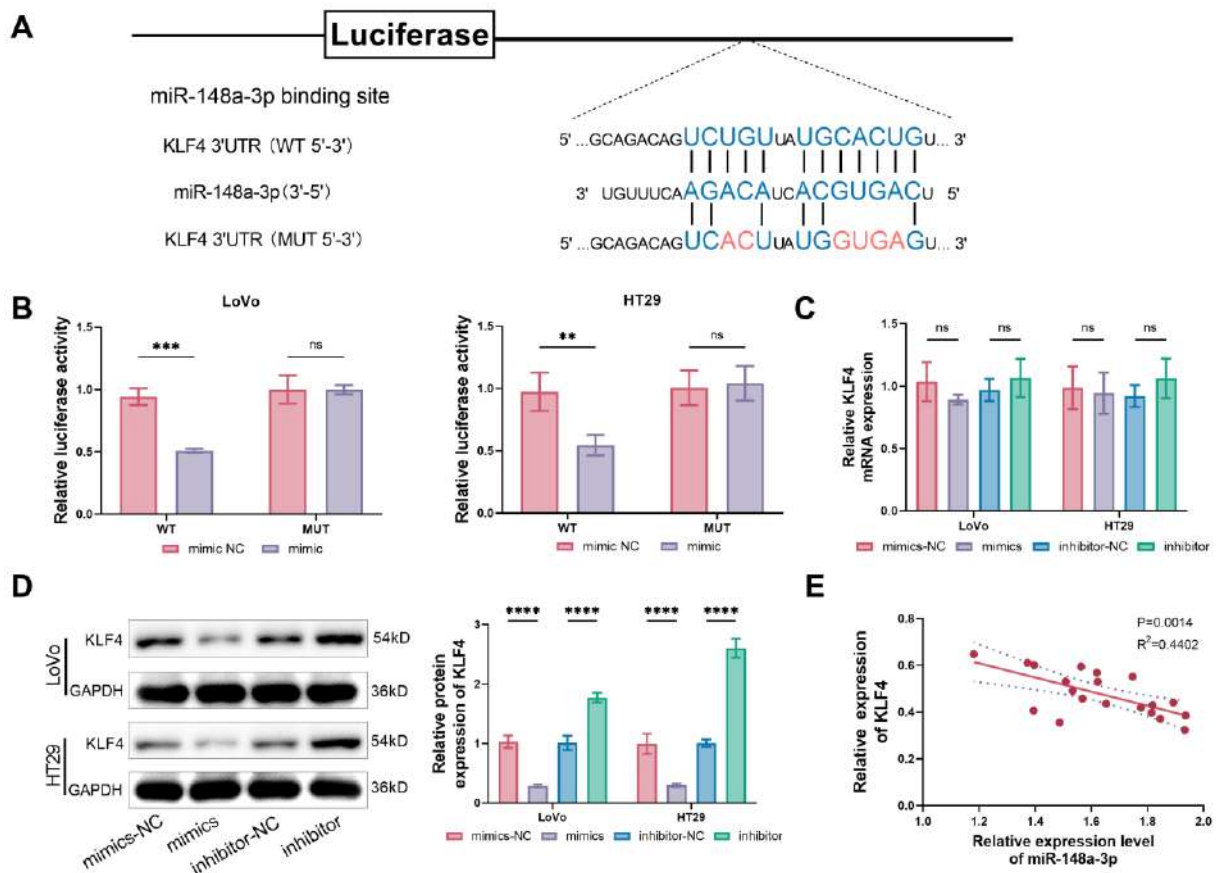 A
Luciferase
miR-148a-3p binding site
KLF4 3'UTR (WT 5'-3')
5' ...GCAGACAGUCUGUUAUGCACUGU... 3'
miR-148a-3p(3'-5')
3' UGUUUCAAGACAUCACGUGACU 5'
KLF4 3'UTR (MUT 5'-3')
5' ...GCAGACAGUCACUUAUGGUGAGU... 3'
B
LoVo
Relative luciferase activity
1.5
1.0
0.5
0.0
***
ns
WT
MUT
mimic NC
mimic
HT29
Relative luciferase activity
1.5
1.0
0.5
0.0
**
ns
WT
MUT
mimic NC
mimic
C
Relative KLF4
mRNA expression
1.5
1.0
0.5
0.0
ns
ns
ns
ns
LoVo
HT29
mimics-NC
mimics
inhibitor-NC
inhibitor
D
LoVo
KLF4
54kD
GAPDH
36kD
HT29
KLF4
54kD
GAPDH
36kD
mimics-NC
mimics
inhibitor-NC
inhibitor
Relative protein
expression of KLF4
3
2
1
0
****
****
****
****
LoVo
HT29
mimics-NC
mimics
inhibitor-NC
inhibitor
E
P=0.0014
R²=0.4402
Relative expression
of KLF4
0.8
0.6
0.4
0.2
0.0
1.0
1.2
1.4
1.6
1.8
2.0
Relative expression level
of miR-148a-3p